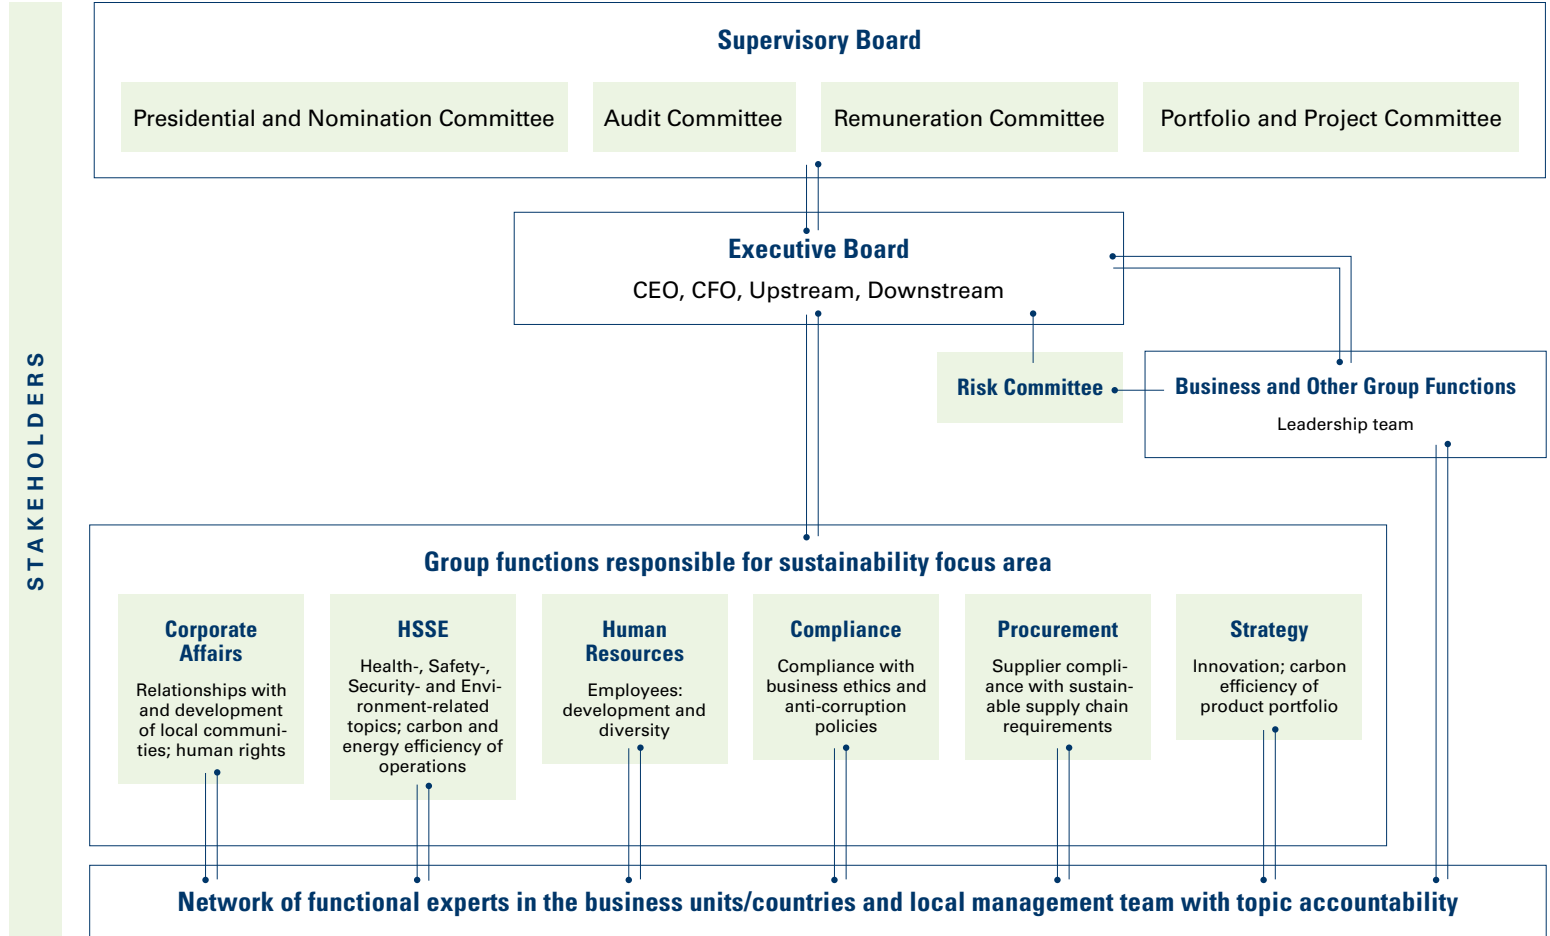 STAKEHOLDERS
Supervisory Board
Presidential and Nomination Committee
Audit Committee
Remuneration Committee
Portfolio and Project Committee
Executive Board
CEO, CFO, Upstream, Downstream
Risk Committee
Business and Other Group Functions
Leadership team
Group functions responsible for sustainability focus area
Corporate
Affairs
Relationships with
and development
of local communi-
ties; human rights
HSSE
Health-, Safety-,
Security- and Envi-
ronment-related
topics; carbon and
energy efficiency of
operations
Human
Resources
Employees:
development and
diversity
Compliance
Compliance with
business ethics and
anti-corruption
policies
Procurement
Supplier compli-
ance with sustain-
able supply chain
requirements
Strategy
Innovation; carbon
efficiency of
product portfolio
Network of functional experts in the business units/countries and local management team with topic accountability